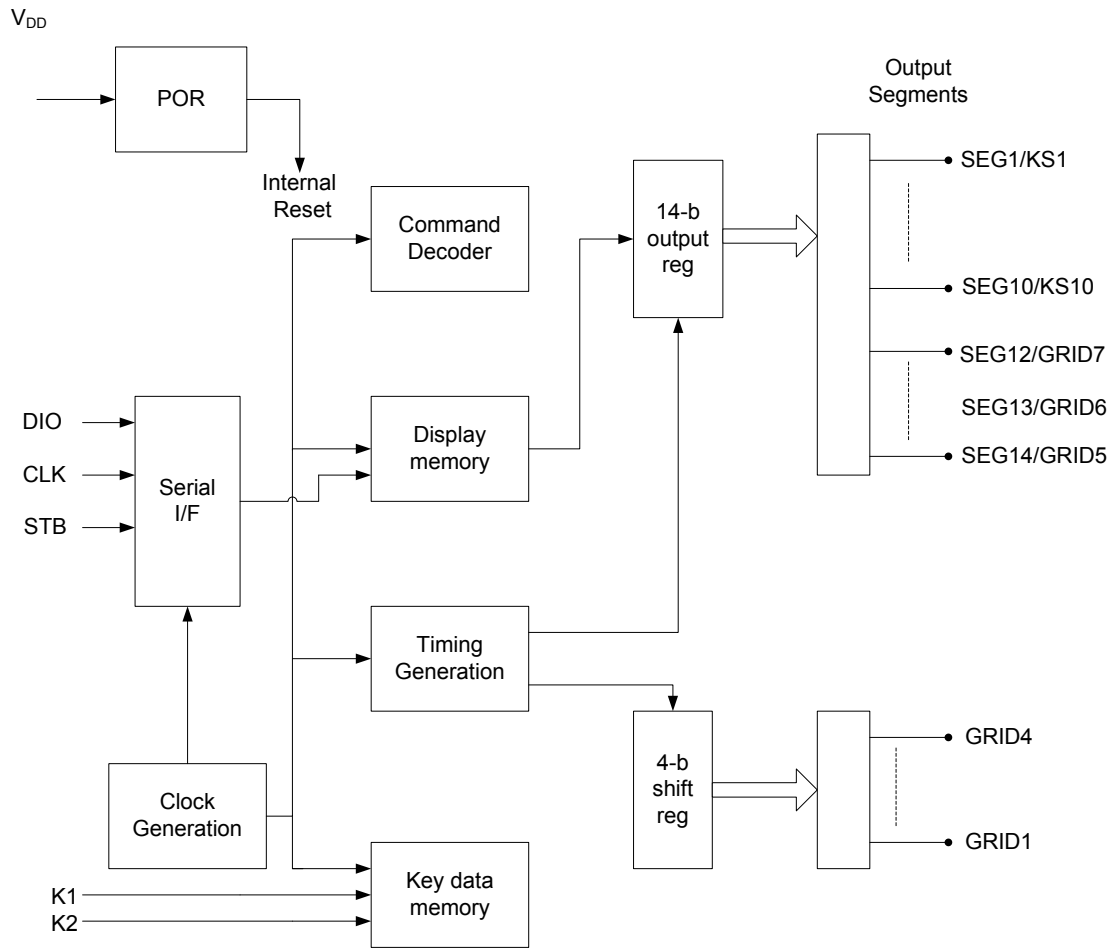 VDD
POR
Internal
Reset
Output
Segments
Command
Decoder
14-b
output
reg
SEG1/KS1
SEG10/KS10
SEG12/GRID7
SEG13/GRID6
SEG14/GRID5
DIO
CLK
STB
Serial
I/F
Display
memory
Timing
Generation
Clock
Generation
4-b
shift
reg
GRID4
GRID1
K1
K2
Key data
memory